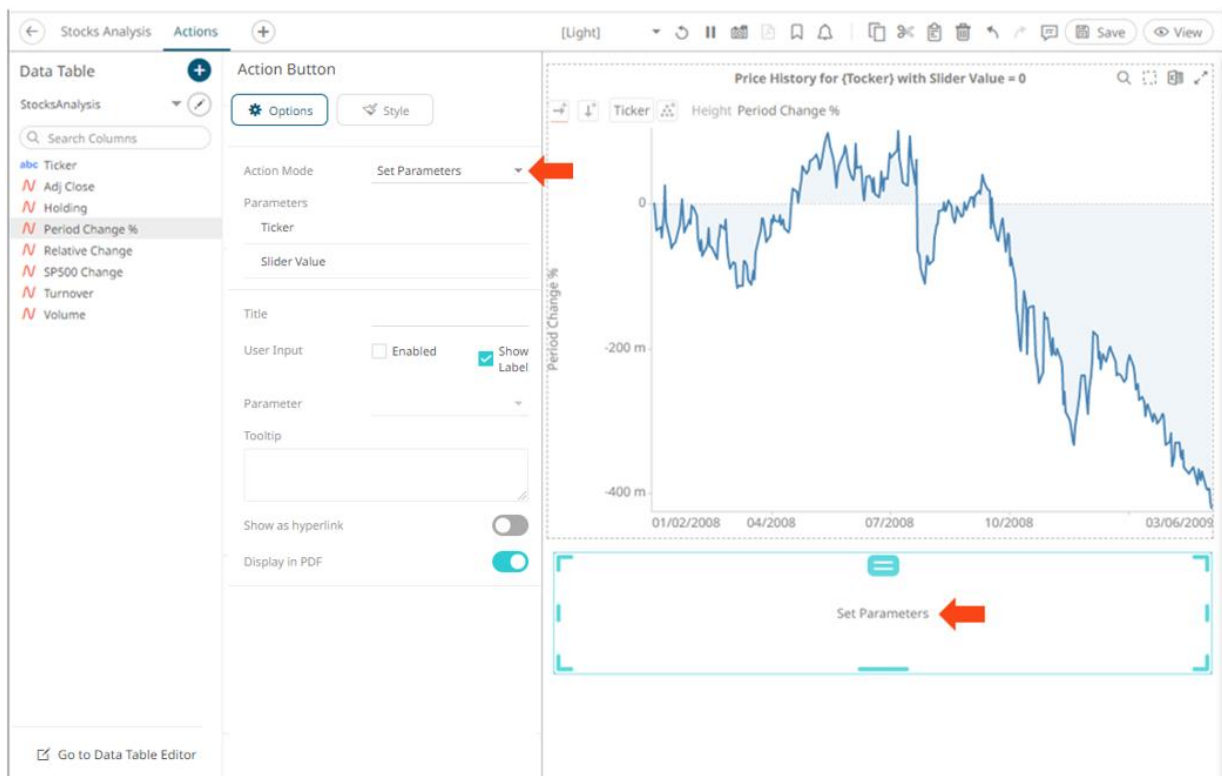 Stocks Analysis
Actions
[Light]
Save
View
Data Table
StocksAnalysis
Search Columns
abc Ticker
Adj Close
Holding
Period Change %
Relative Change
SP500 Change
Turnover
Volume
Go to Data Table Editor
Action Button
Options
Style
Action Mode Set Parameters
Parameters
Ticker
Slider Value
Title
User Input Enabled Show
Label
Parameter
Tooltip
Show as hyperlink
Display in PDF
Price History for {Tocker} with Slider Value = 0
Ticker Height Period Change %
Period Change %
0
-200 m
-400 m
01/02/2008 04/2008 07/2008 10/2008 03/06/2009
Set Parameters